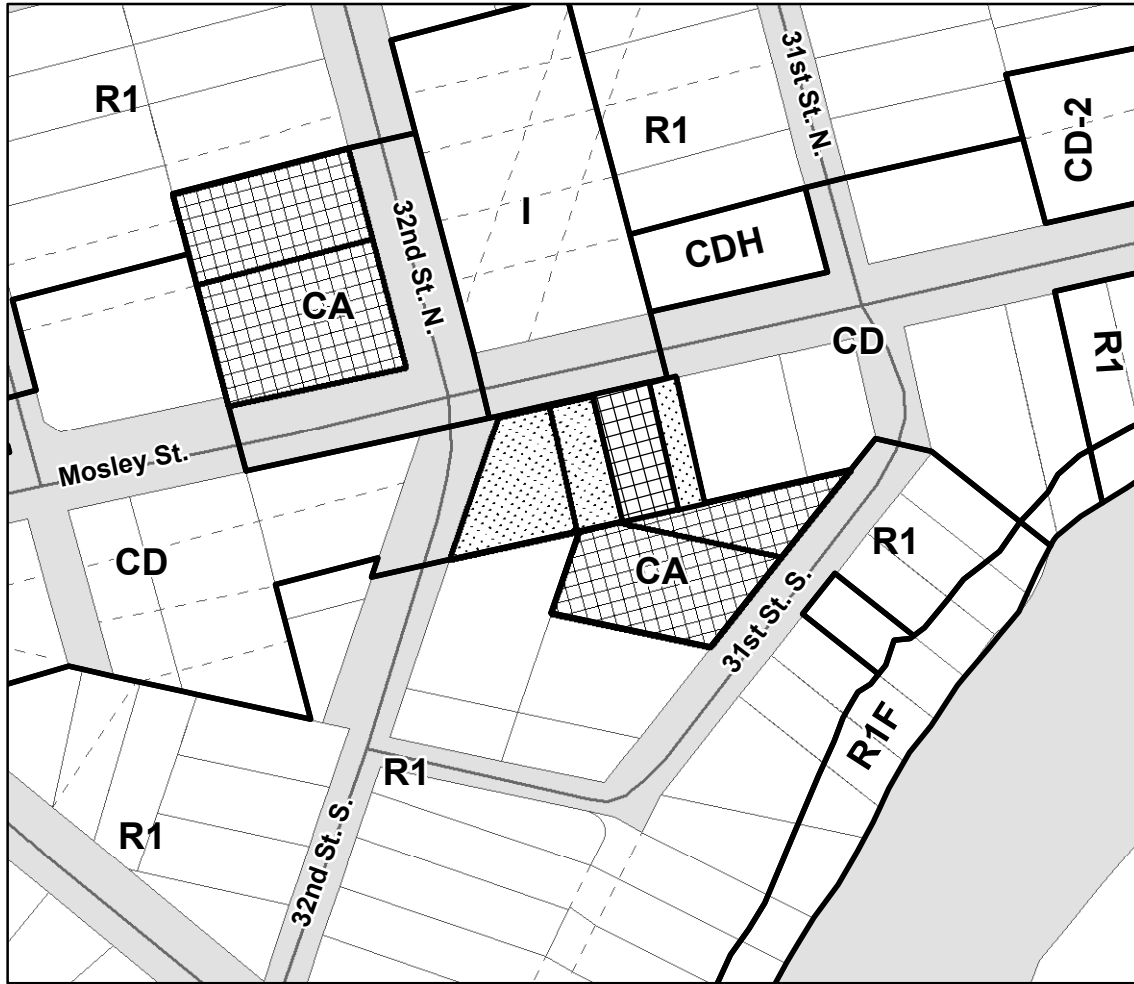 31st St. N.
R1
CD-2
R1
I
32nd St. N.
CDH
CA
CD
R1
Mosley St.
R1
CD
CA
31st St. S.
R1F
R1
R1
32nd St. S.